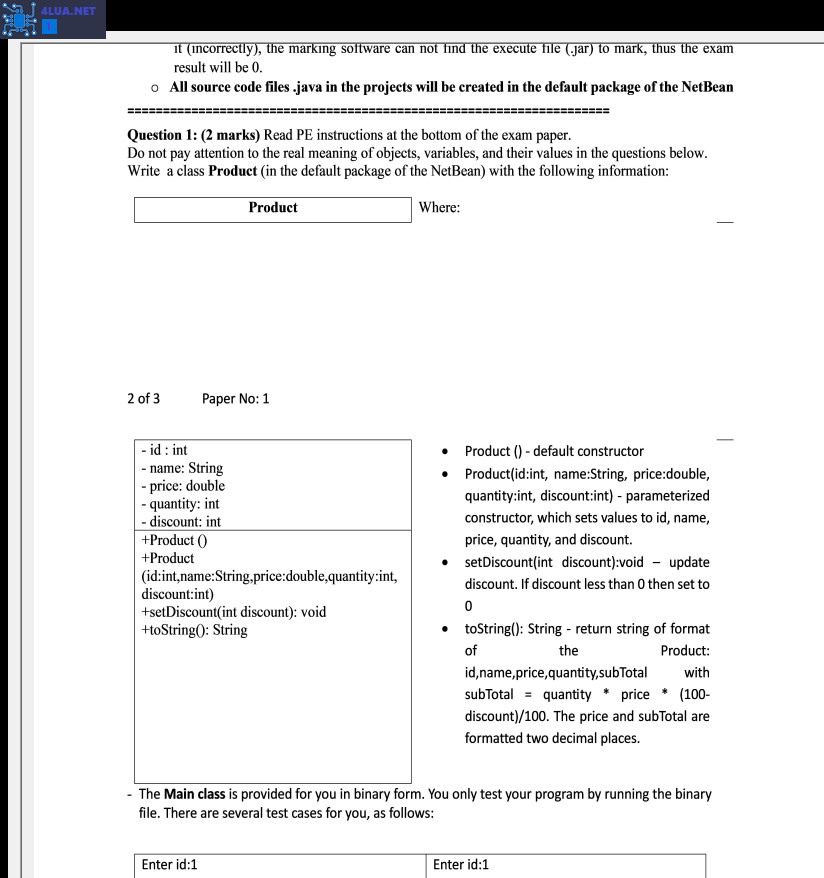 4LUA.NET
it (incorrectly), the marking software can not find the execute file (.jar) to mark, thus the exam
result will be 0.
o All source code files .java in the projects will be created in the default package of the NetBean
====================================================================
Question 1: (2 marks) Read PE instructions at the bottom of the exam paper.
Do not pay attention to the real meaning of objects, variables, and their values in the questions below.
Write a class Product (in the default package of the NetBean) with the following information:
Product
Where:
2 of 3 Paper No: 1
- id : int
- name: String
- price: double
- quantity: int
- discount: int
+Product ()
+Product
(id:int,name:String,price:double,quantity:int,
discount:int)
+setDiscount(int discount): void
+toString(): String
• Product () - default constructor
• Product(id:int, name:String, price:double,
quantity:int, discount:int) - parameterized
constructor, which sets values to id, name,
price, quantity, and discount.
• setDiscount(int discount):void – update
discount. If discount less than 0 then set to
0
• toString(): String - return string of format
of the Product:
id,name,price,quantity,subTotal with
subTotal = quantity * price * (100-
discount)/100. The price and subTotal are
formatted two decimal places.
- The Main class is provided for you in binary form. You only test your program by running the binary
file. There are several test cases for you, as follows:
Enter id:1
Enter id:1